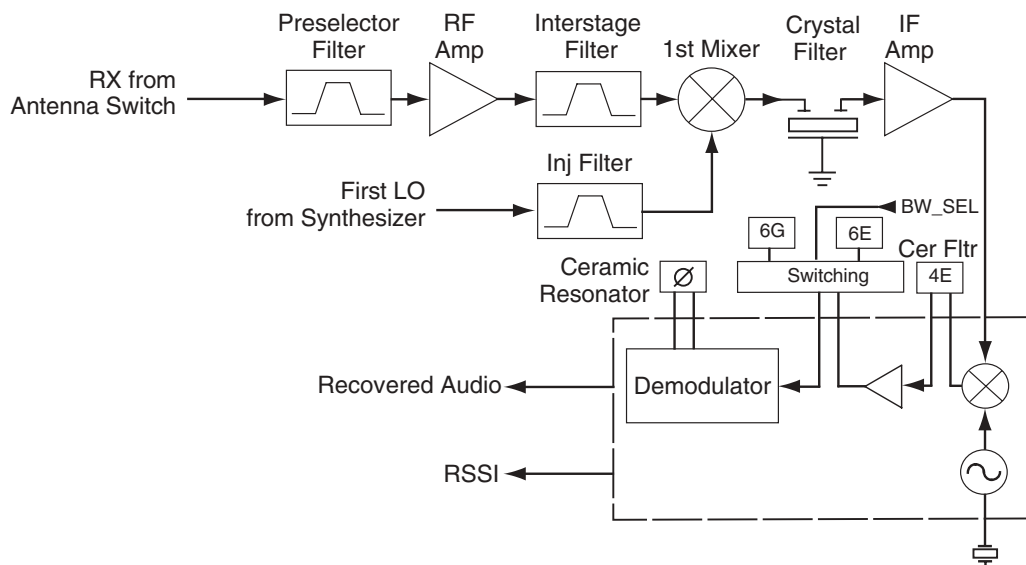 Preselector
Filter
RF
Amp
Interstage
Filter
1st Mixer
Crystal
Filter
IF
Amp
RX from
Antenna Switch
Inj Filter
First LO
from Synthesizer
BW_SEL
6G
6E
Cer Fltr
Ceramic
Resonator
Ø
Switching
4E
Recovered Audio
Demodulator
RSSI